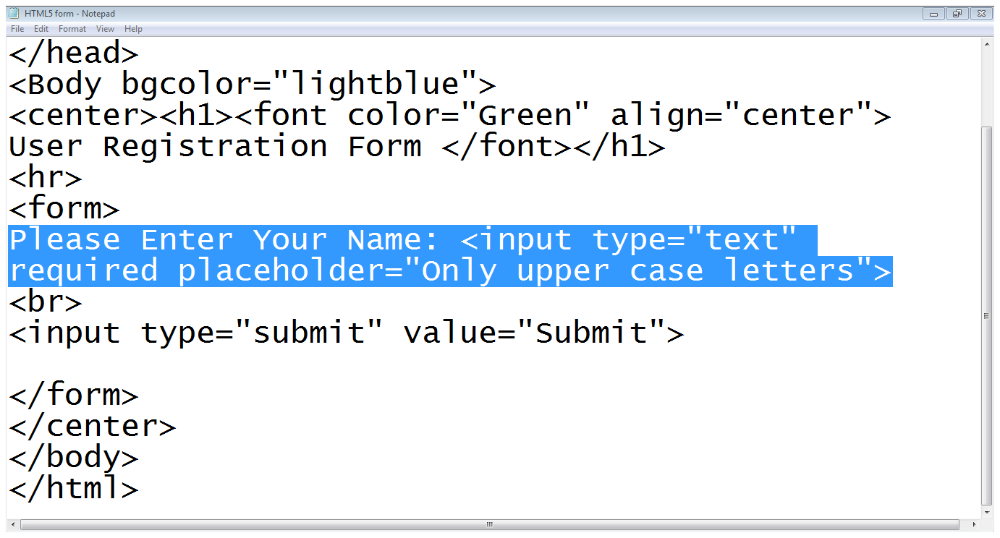 HTML5 form - Notepad
File Edit Format View Help
</head>
<Body bgcolor="lightblue">
<center><h1><font color="Green" align="center">
User Registration Form </font></h1>
<hr>
<form>
Please Enter Your Name: <input type="text"
required placeholder="Only upper case letters">
<br>
<input type="submit" value="Submit">
</form>
</center>
</body>
</html>